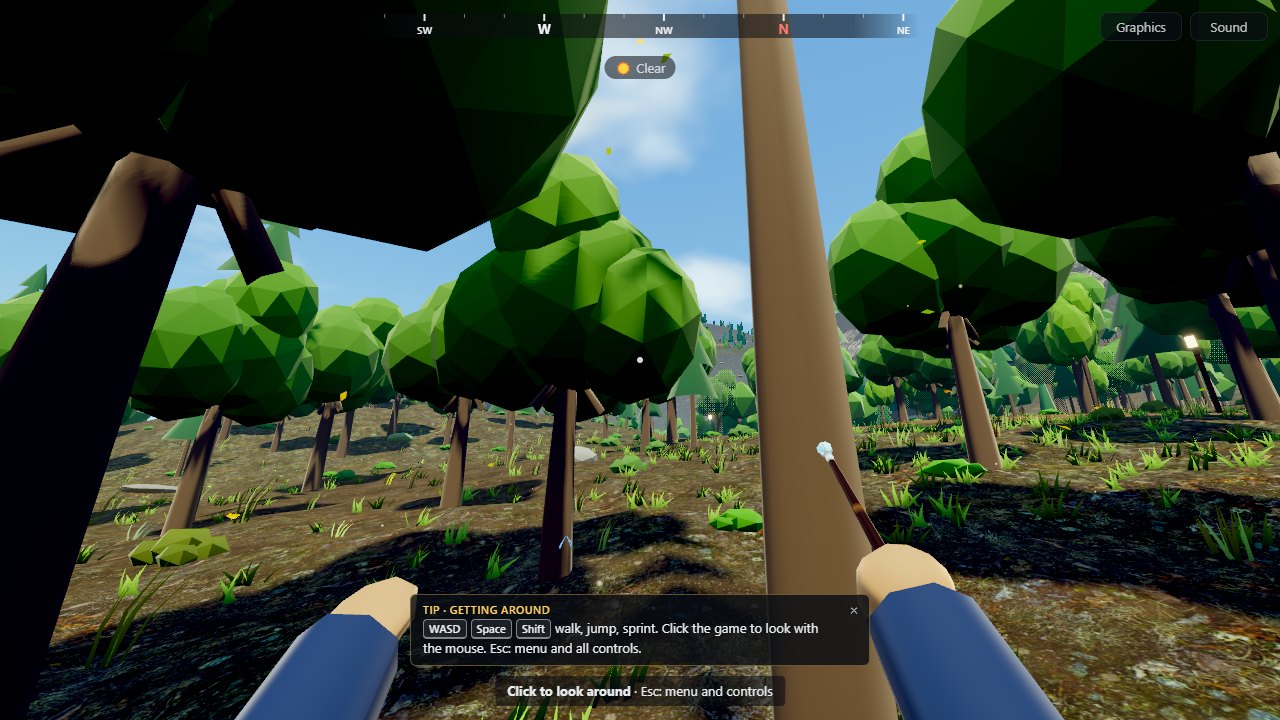 SW W NW N NE
Graphics
Sound
Clear
TIP · GETTING AROUND
WASD Space Shift walk, jump, sprint. Click the game to look with
the mouse. Esc: menu and all controls.
Click to look around · Esc: menu and controls